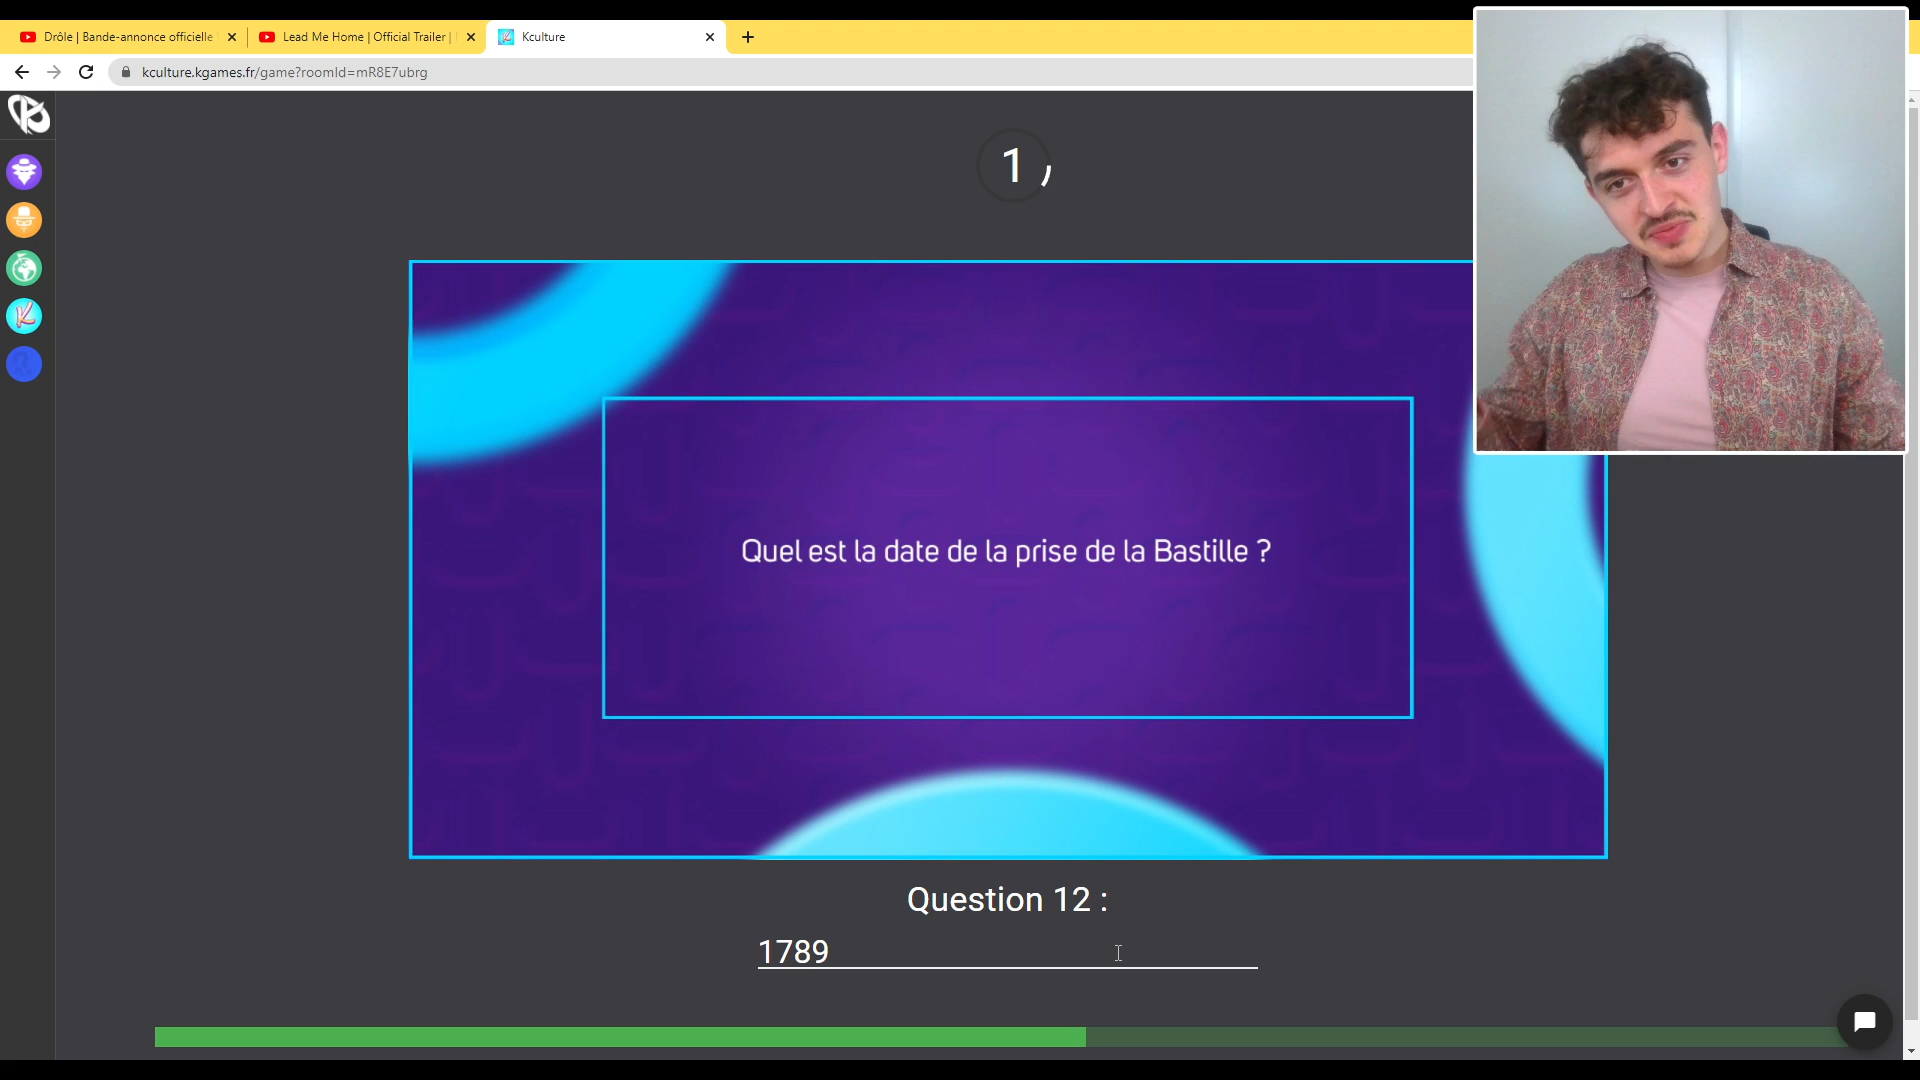 Drôle | Bande-annonce officielle
Lead Me Home | Official Trailer |
Kculture
kculture.kgames.fr/game?roomId=mR8E7ubrg
1
Quel est la date de la prise de la Bastille ?
Question 12 :
1789